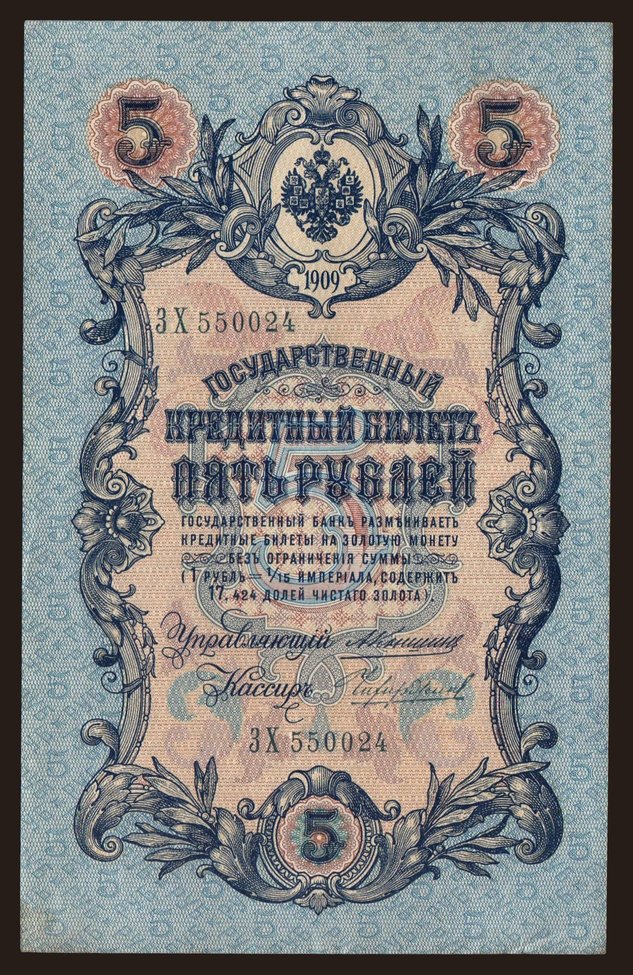 5 5
1909
ЗХ 550024
ГОСУДАРСТВЕННЫЙ
КРЕДИТНЫЙ БИЛЕТЪ
ПЯТЬ РУБЛЕЙ
ГОСУДАРСТВЕННЫЙ БАНКЪ РАЗМѢНИВАЕТЪ
КРЕДИТНЫЕ БИЛЕТЫ НА ЗОЛОТУЮ МОНЕТУ
БЕЗЪ ОГРАНИЧЕНІЯ СУММЫ
(1 РУБЛЬ — 1/15 ИМПЕРІАЛА, СОДЕРЖИТЪ
17,424 ДОЛЕЙ ЧИСТАГО ЗОЛОТА).
Управляющій
Кассиръ
ЗХ 550024
5